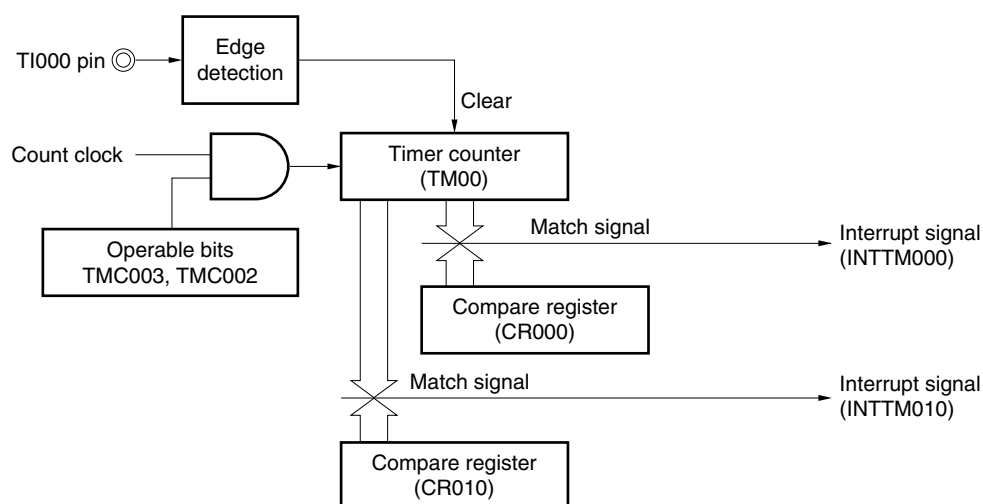 TI000 pin
Edge
detection
Clear
Count clock
Timer counter
(TM00)
Operable bits
TMC003, TMC002
Match signal
Interrupt signal
(INTTM000)
Compare register
(CR000)
Match signal
Interrupt signal
(INTTM010)
Compare register
(CR010)